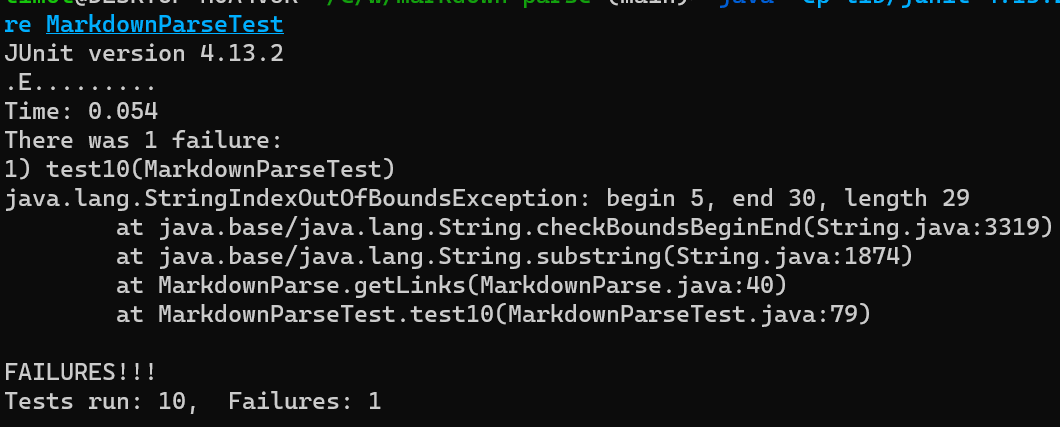 re MarkdownParseTest
JUnit version 4.13.2
.E.........
Time: 0.054
There was 1 failure:
1) test10(MarkdownParseTest)
java.lang.StringIndexOutOfBoundsException: begin 5, end 30, length 29
        at java.base/java.lang.String.checkBoundsBeginEnd(String.java:3319)
        at java.base/java.lang.String.substring(String.java:1874)
        at MarkdownParse.getLinks(MarkdownParse.java:40)
        at MarkdownParseTest.test10(MarkdownParseTest.java:79)
FAILURES!!!
Tests run: 10,  Failures: 1